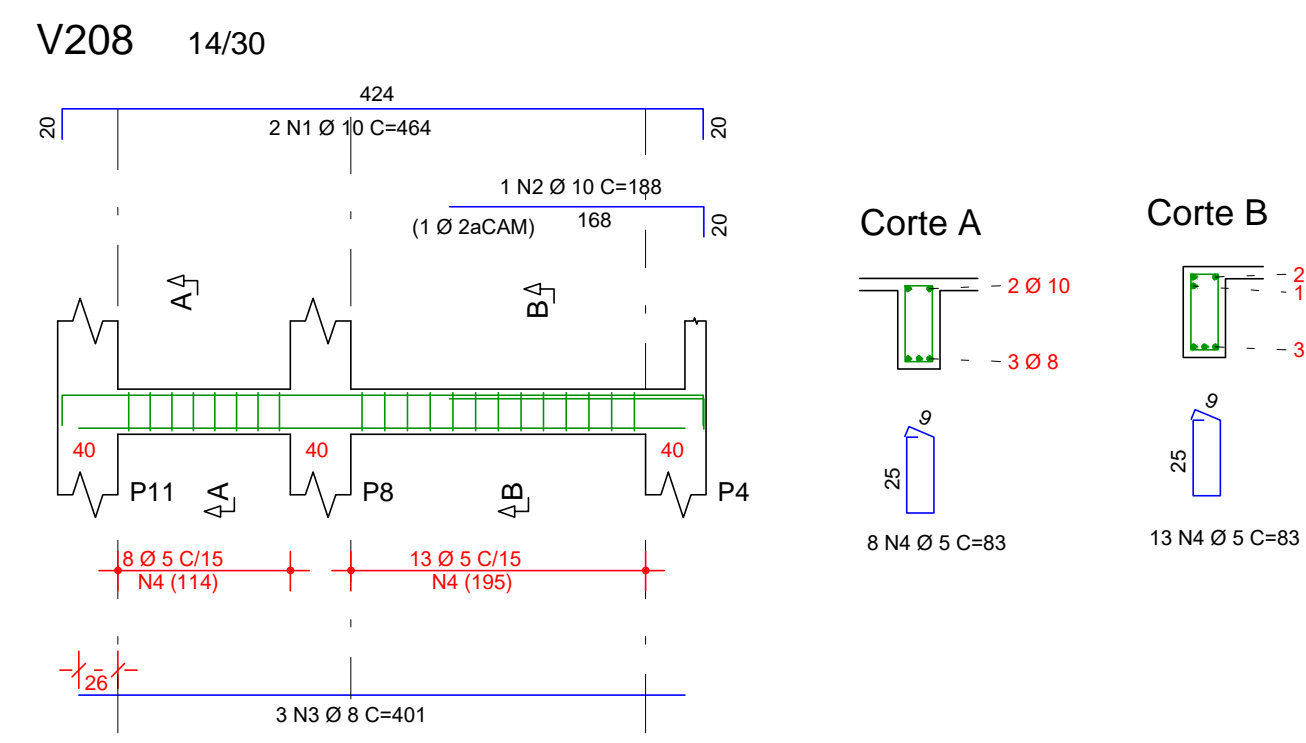 V208 14/30
424
20
20
2 N1 Ø 10 C=464
1 N2 Ø 10 C=188
(1 Ø 2aCAM)
168
20
A
B
40
40
40
P11
A
P8
B
P4
8 Ø 5 C/15
N4 (114)
13 Ø 5 C/15
N4 (195)
26
3 N3 Ø 8 C=401
Corte A
2 Ø 10
3 Ø 8
9
25
8 N4 Ø 5 C=83
Corte B
2
1
3
9
25
13 N4 Ø 5 C=83